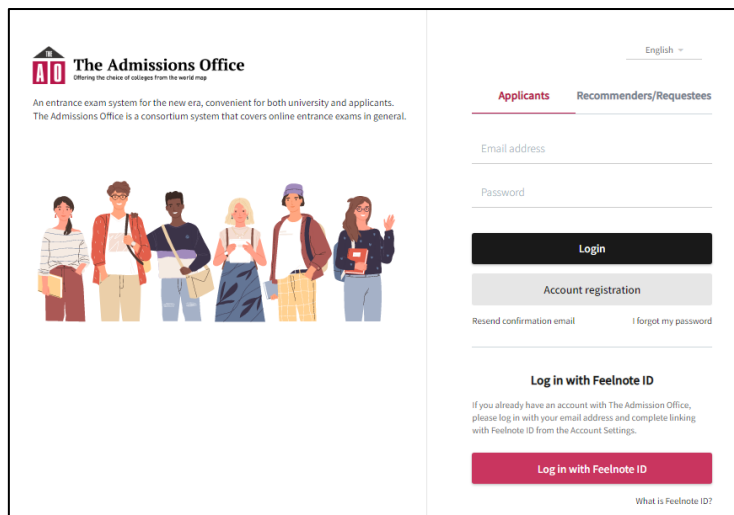 THE
AO
The Admissions Office
Offering the choice of colleges from the world map
An entrance exam system for the new era, convenient for both university and applicants.
The Admissions Office is a consortium system that covers online entrance exams in general.
English
Applicants
Recommenders/Requestees
Email address
Password
Login
Account registration
Resend confirmation email
I forgot my password
Log in with Feelnote ID
If you already have an account with The Admission Office,
please log in with your email address and complete linking
with Feelnote ID from the Account Settings.
Log in with Feelnote ID
What is Feelnote ID?